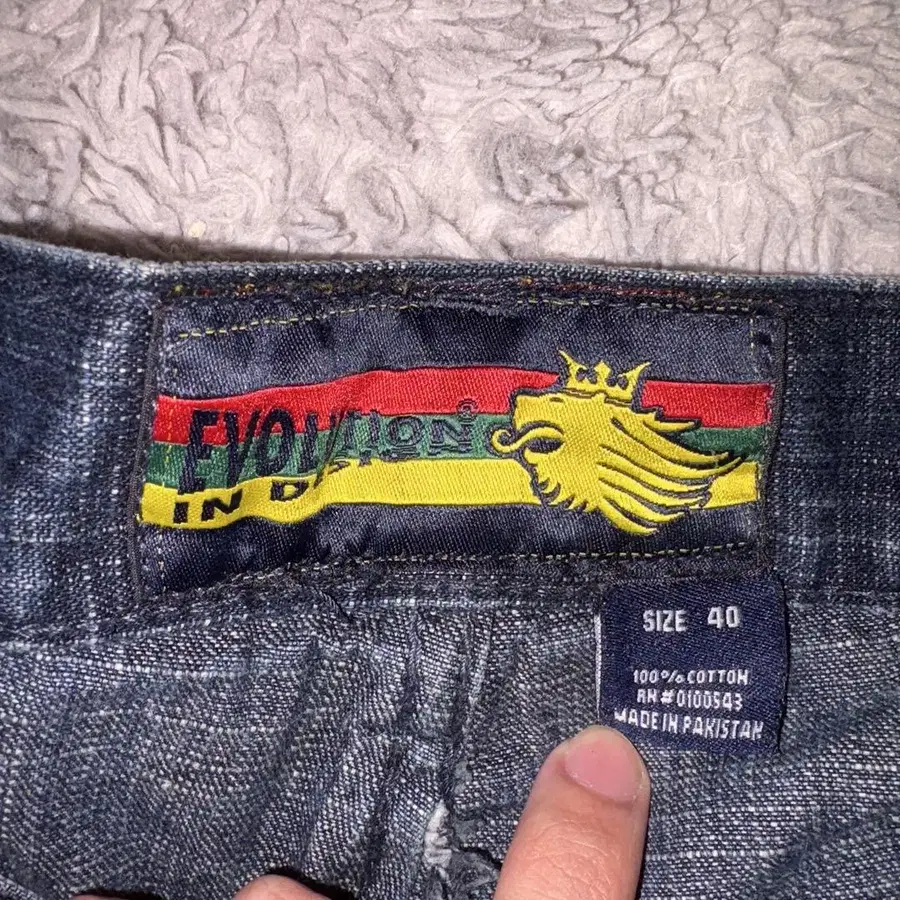 EVOLUTION
IN
SIZE 40
100% COTTON
RN#0100543
MADE IN PAKISTAN